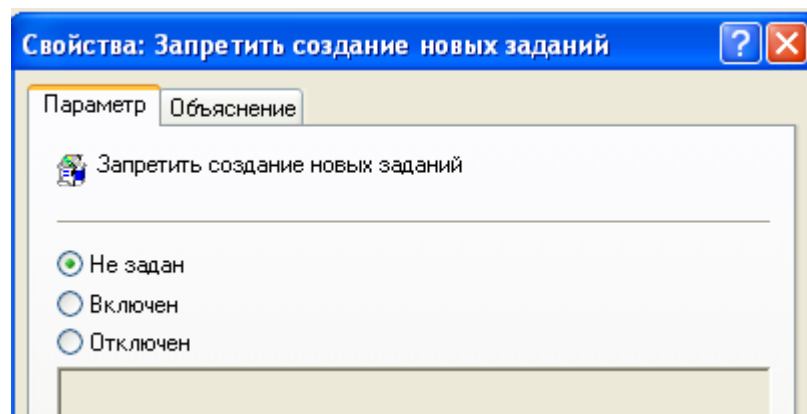 Свойства: Запретить создание новых заданий
Параметр Объяснение
Запретить создание новых заданий
Не задан
Включен
Отключен